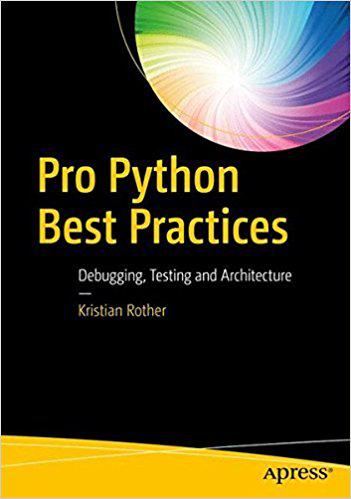 Pro Python
Best Practices
Debugging, Testing and Architecture
—
Kristian Rother
Apress®